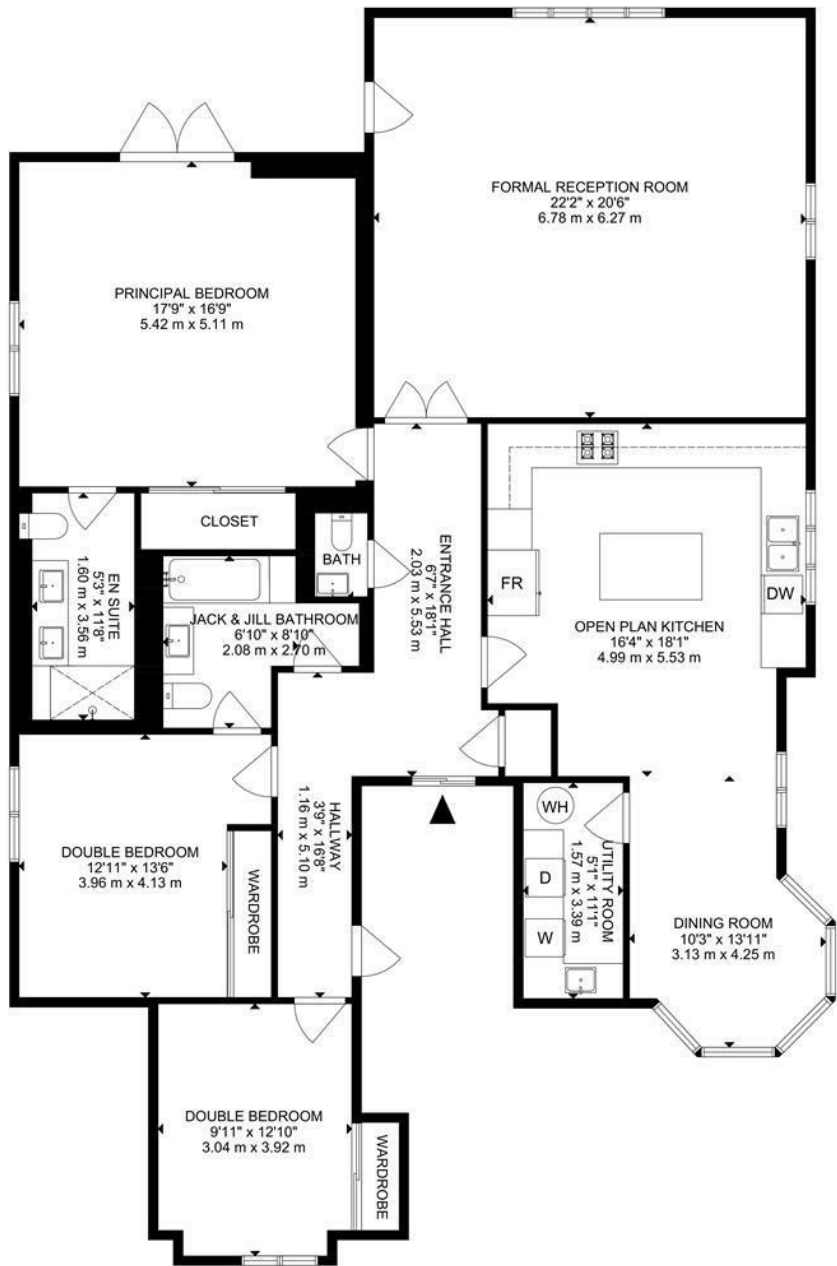 FORMAL RECEPTION ROOM
22'2" x 20'6"
6.78 m x 6.27 m
PRINCIPAL BEDROOM
17'9" x 16'9"
5.42 m x 5.11 m
CLOSET
BATH
EN SUITE
5'3" x 11'8"
1.60 m x 3.56 m
JACK & JILL BATHROOM
6'10" x 8'10"
2.08 m x 2.70 m
ENTRANCE HALL
6'7" x 18'1"
2.03 m x 5.53 m
FR
DW
OPEN PLAN KITCHEN
16'4" x 18'1"
4.99 m x 5.53 m
HALLWAY
3'9" x 16'8"
1.16 m x 5.10 m
DOUBLE BEDROOM
12'11" x 13'6"
3.96 m x 4.13 m
WARDROBE
WH
D
W
UTILITY ROOM
5'1" x 11'1"
1.57 m x 3.39 m
DINING ROOM
10'3" x 13'11"
3.13 m x 4.25 m
DOUBLE BEDROOM
9'11" x 12'10"
3.04 m x 3.92 m
WARDROBE